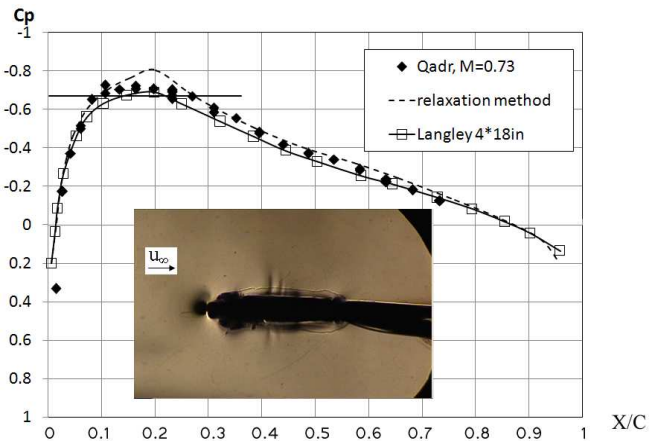 Cp
-1
-0.8
-0.6
-0.4
-0.2
0
0.2
0.4
0.6
0.8
1
Qadr, M=0.73
relaxation method
Langley 4*18in
u∞
0 0.1 0.2 0.3 0.4 0.5 0.6 0.7 0.8 0.9 1
X/C